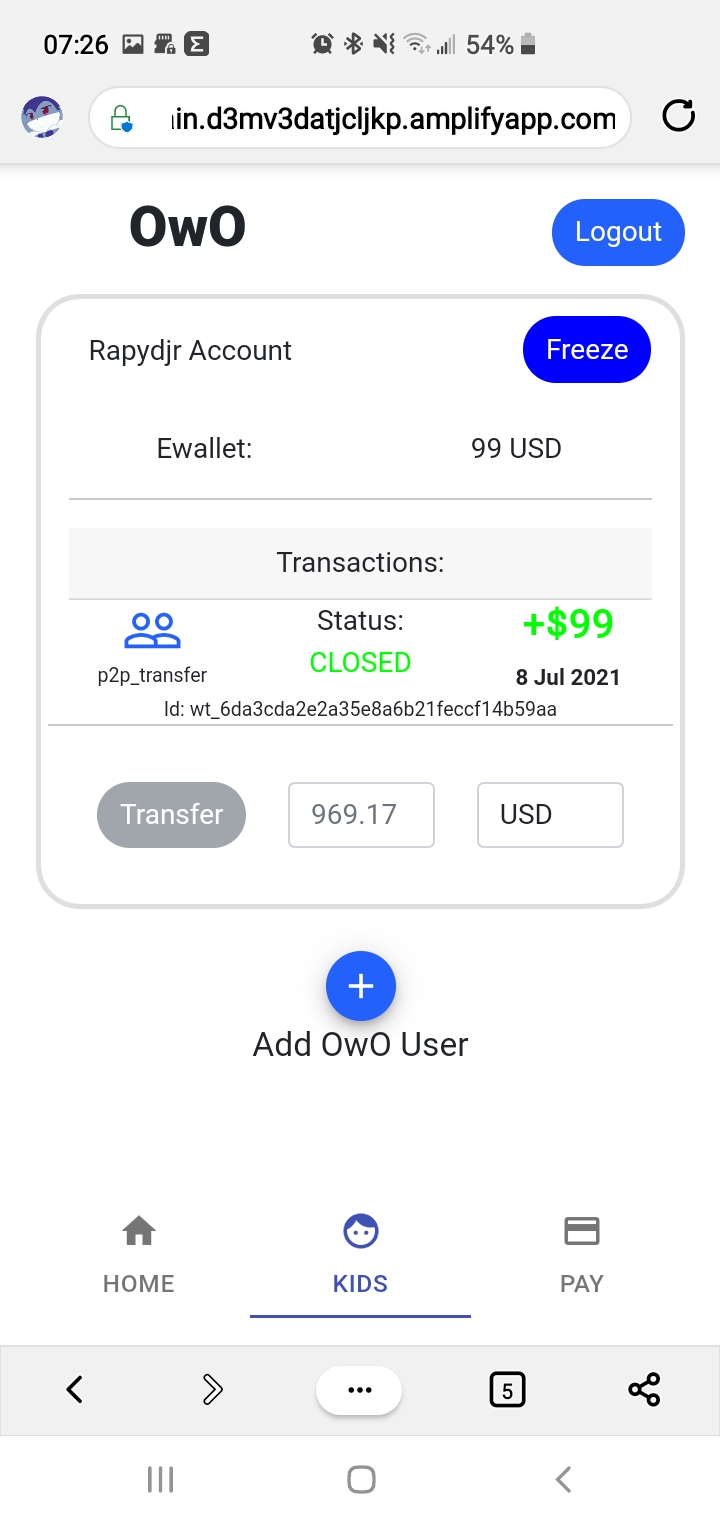 07:26
54%
in.d3mv3datjcljkp.amplifyapp.com
OwO
Logout
Rapydjr Account
Freeze
Ewallet:
99 USD
Transactions:
Status:
+$99
CLOSED
p2p_transfer
8 Jul 2021
Id: wt_6da3cda2e2a35e8a6b21feccf14b59aa
Transfer
969.17
USD
+
Add OwO User
HOME
KIDS
PAY
5